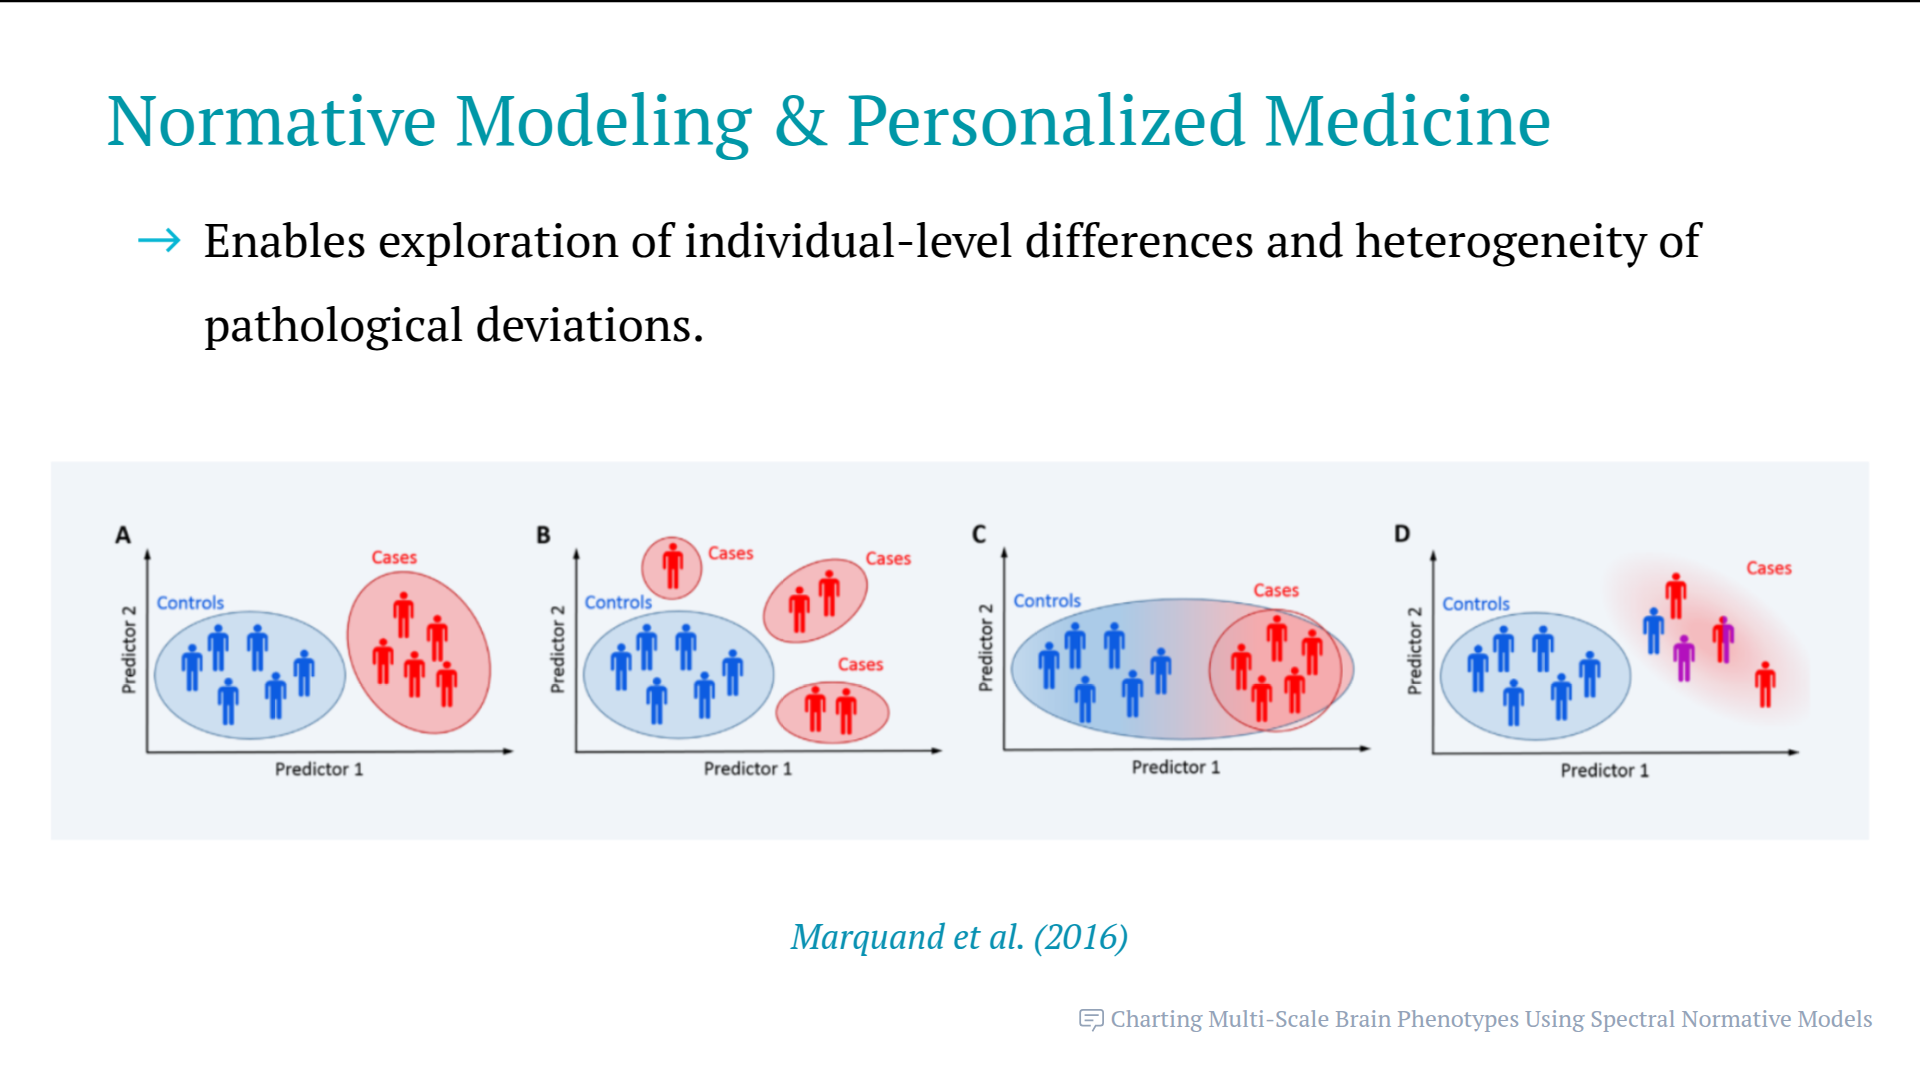 Normative Modeling & Personalized Medicine
→ Enables exploration of individual-level differences and heterogeneity of
pathological deviations.
A
Cases
Controls
Predictor 2
Predictor 1
B
Cases
Cases
Controls
Cases
Predictor 2
Predictor 1
C
Cases
Controls
Predictor 2
Predictor 1
D
Cases
Controls
Predictor 2
Predictor 1
Marquand et al. (2016)
Charting Multi-Scale Brain Phenotypes Using Spectral Normative Models